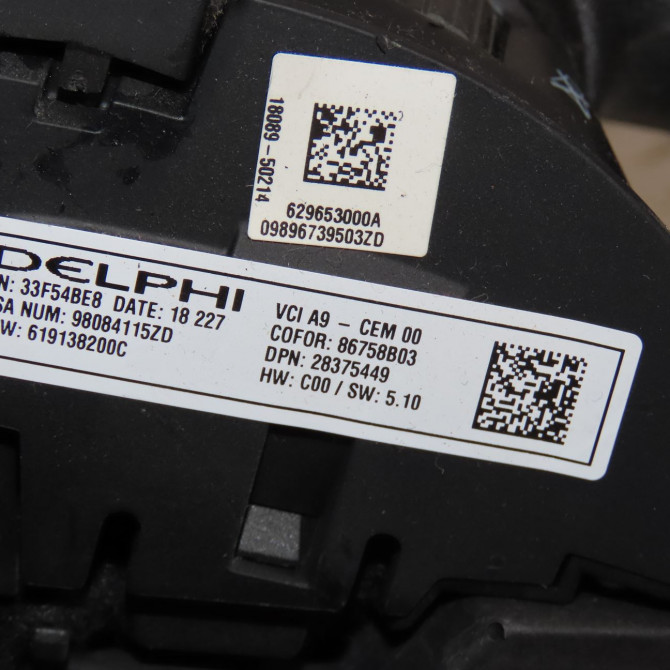 18089-50214
629653000A
09896739503ZD
DELPHI
N: 33F54BE8 DATE: 18 227
SA NUM: 98084115ZD
W: 619138200C
VCI A9 - CEM 00
COFOR: 86758B03
DPN: 28375449
HW: C00 / SW: 5.10